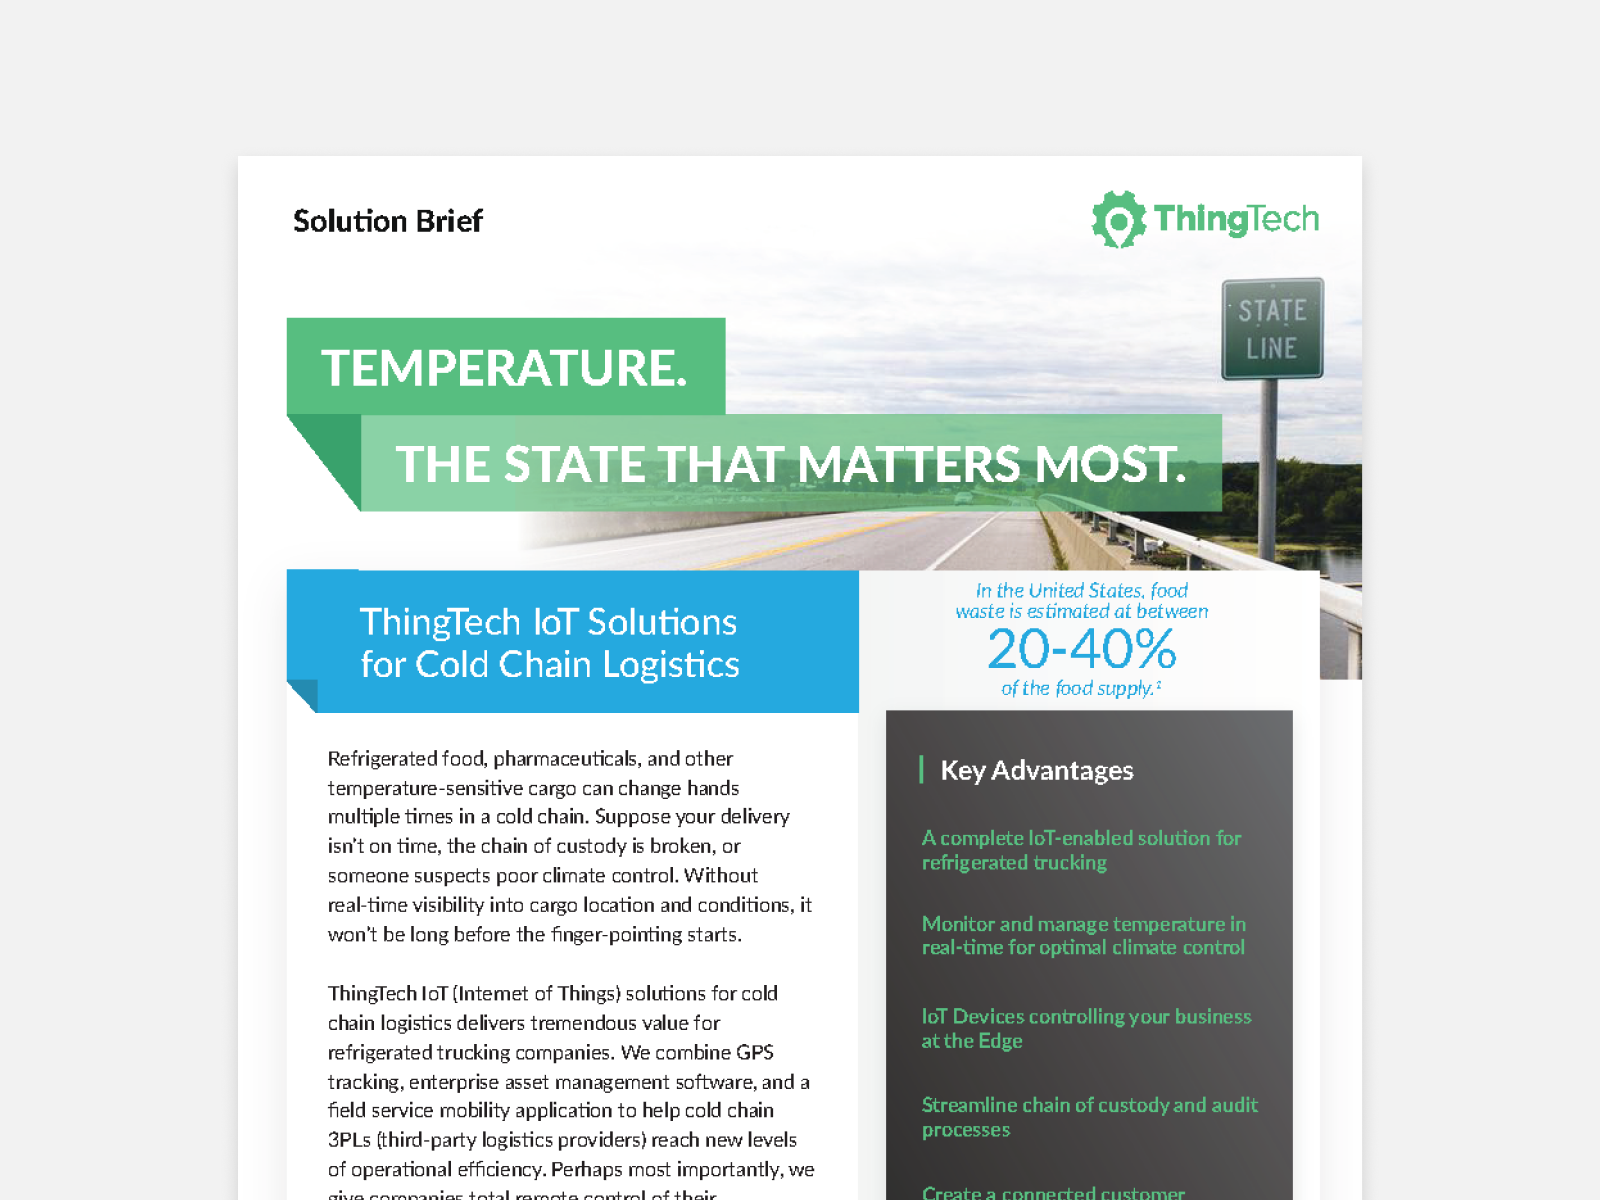 Solution Brief
ThingTech
STATE
LINE
TEMPERATURE.
THE STATE THAT MATTERS MOST.
ThingTech IoT Solutions
for Cold Chain Logistics
In the United States, food
waste is estimated at between
20-40%
of the food supply.¹
Refrigerated food, pharmaceuticals, and other
temperature-sensitive cargo can change hands
multiple times in a cold chain. Suppose your delivery
isn't on time, the chain of custody is broken, or
someone suspects poor climate control. Without
real-time visibility into cargo location and conditions, it
won't be long before the finger-pointing starts.
ThingTech IoT (Internet of Things) solutions for cold
chain logistics delivers tremendous value for
refrigerated trucking companies. We combine GPS
tracking, enterprise asset management software, and a
field service mobility application to help cold chain
3PLs (third-party logistics providers) reach new levels
of operational efficiency. Perhaps most importantly, we
give companies total remote control of their
Key Advantages
A complete IoT-enabled solution for
refrigerated trucking
Monitor and manage temperature in
real-time for optimal climate control
IoT Devices controlling your business
at the Edge
Streamline chain of custody and audit
processes
Create a connected customer